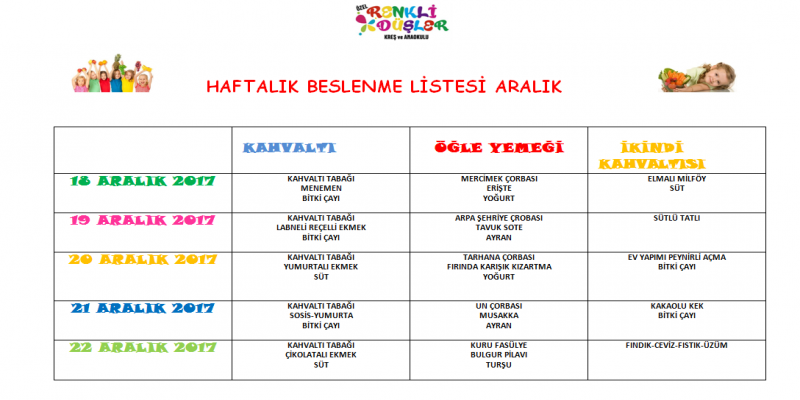 ÖZEL
RENKLİ
DÜŞLER
KREŞ ve ANAOKULU
HAFTALIK BESLENME LİSTESİ ARALIK
KAHVALTI
ÖĞLE YEMEĞİ
İKİNDİ
KAHVALTISI
18 ARALIK 2017
KAHVALTI TABAĞI
MENEMEN
BİTKİ ÇAYI
MERCİMEK ÇORBASI
ERİŞTE
YOĞURT
ELMALI MİLFÖY
SÜT
19 ARALIK 2017
KAHVALTI TABAĞI
LABNELİ REÇELLİ EKMEK
BİTKİ ÇAYI
ARPA ŞEHRİYE ÇROBASI
TAVUK SOTE
AYRAN
SÜTLÜ TATLI
20 ARALIK 2017
KAHVALTI TABAĞI
YUMURTALI EKMEK
SÜT
TARHANA ÇORBASI
FIRINDA KARIŞIK KIZARTMA
YOĞURT
EV YAPIMI PEYNİRLİ AÇMA
BİTKİ ÇAYI
21 ARALIK 2017
KAHVALTI TABAĞI
SOSİS-YUMURTA
BİTKİ ÇAYI
UN ÇORBASI
MUSAKKA
AYRAN
KAKAOLU KEK
BİTKİ ÇAYI
22 ARALIK 2017
KAHVALTI TABAĞI
ÇİKOLATALI EKMEK
SÜT
KURU FASÜLYE
BULGUR PİLAVI
TURŞU
FINDIK-CEVİZ-FISTIK-ÜZÜM